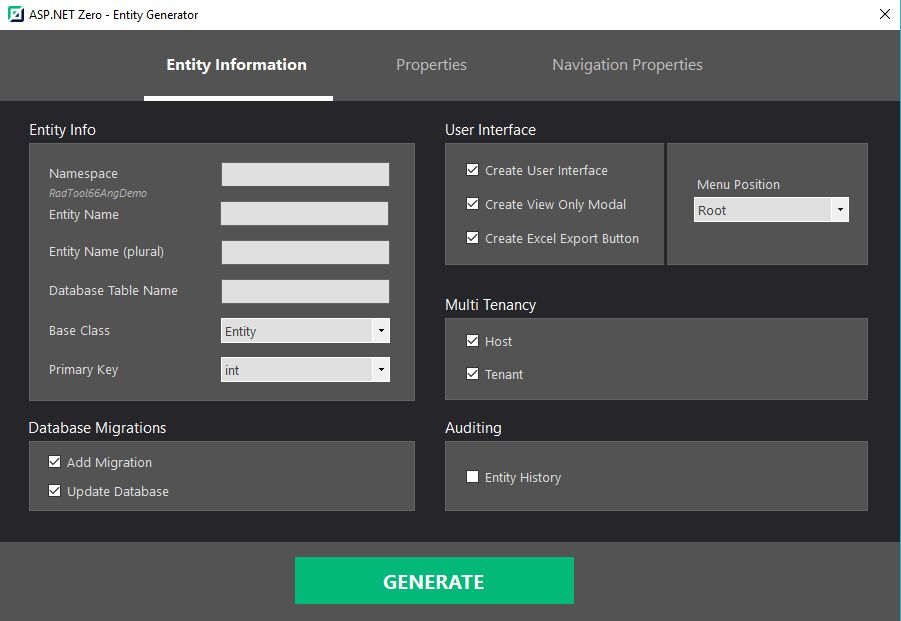 ASP.NET Zero - Entity Generator
Entity Information
Properties
Navigation Properties
Entity Info
Namespace
RadTool66AngDemo
Entity Name
Entity Name (plural)
Database Table Name
Base Class
Entity
Primary Key
int
Database Migrations
Add Migration
Update Database
User Interface
Create User Interface
Create View Only Modal
Create Excel Export Button
Menu Position
Root
Multi Tenancy
Host
Tenant
Auditing
Entity History
GENERATE